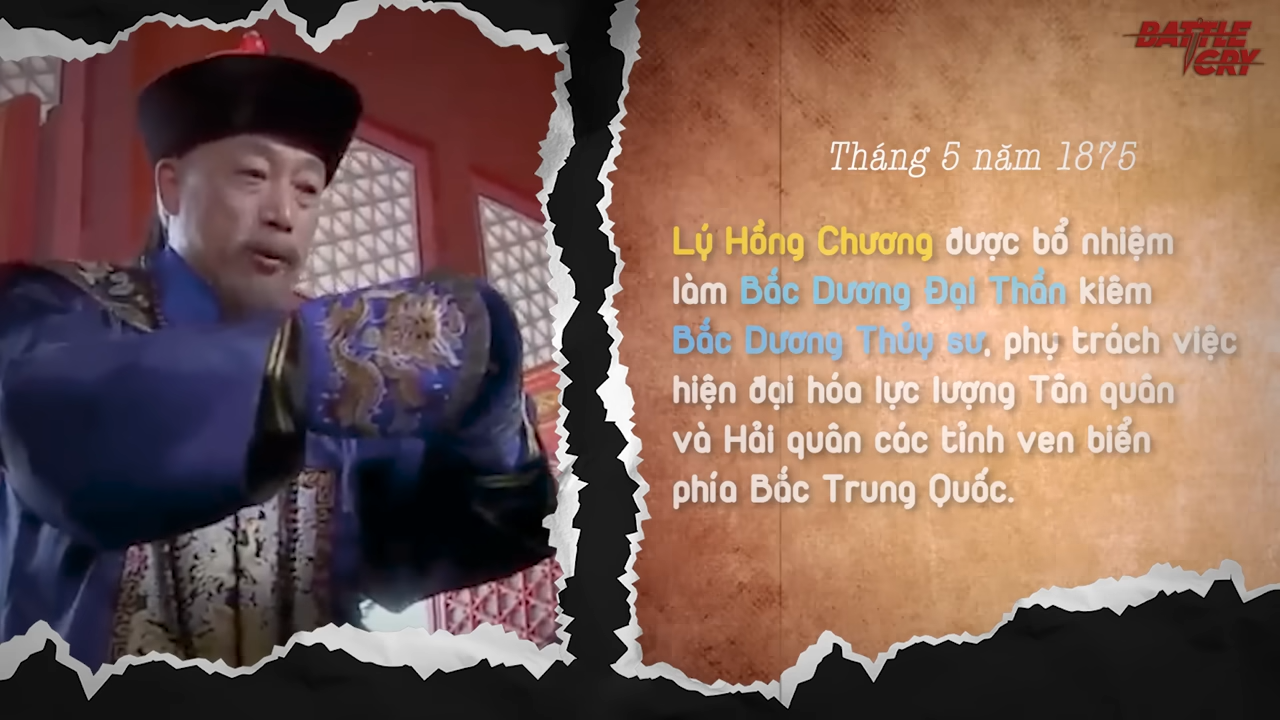 BATTLE
CRY
Tháng 5 năm 1875
Lý Hồng Chương được bổ nhiệm
làm Bắc Dương Đại Thần kiêm
Bắc Dương Thủy sư, phụ trách việc
hiện đại hóa lực lượng Tân quân
và Hải quân các tỉnh ven biển
phía Bắc Trung Quốc.